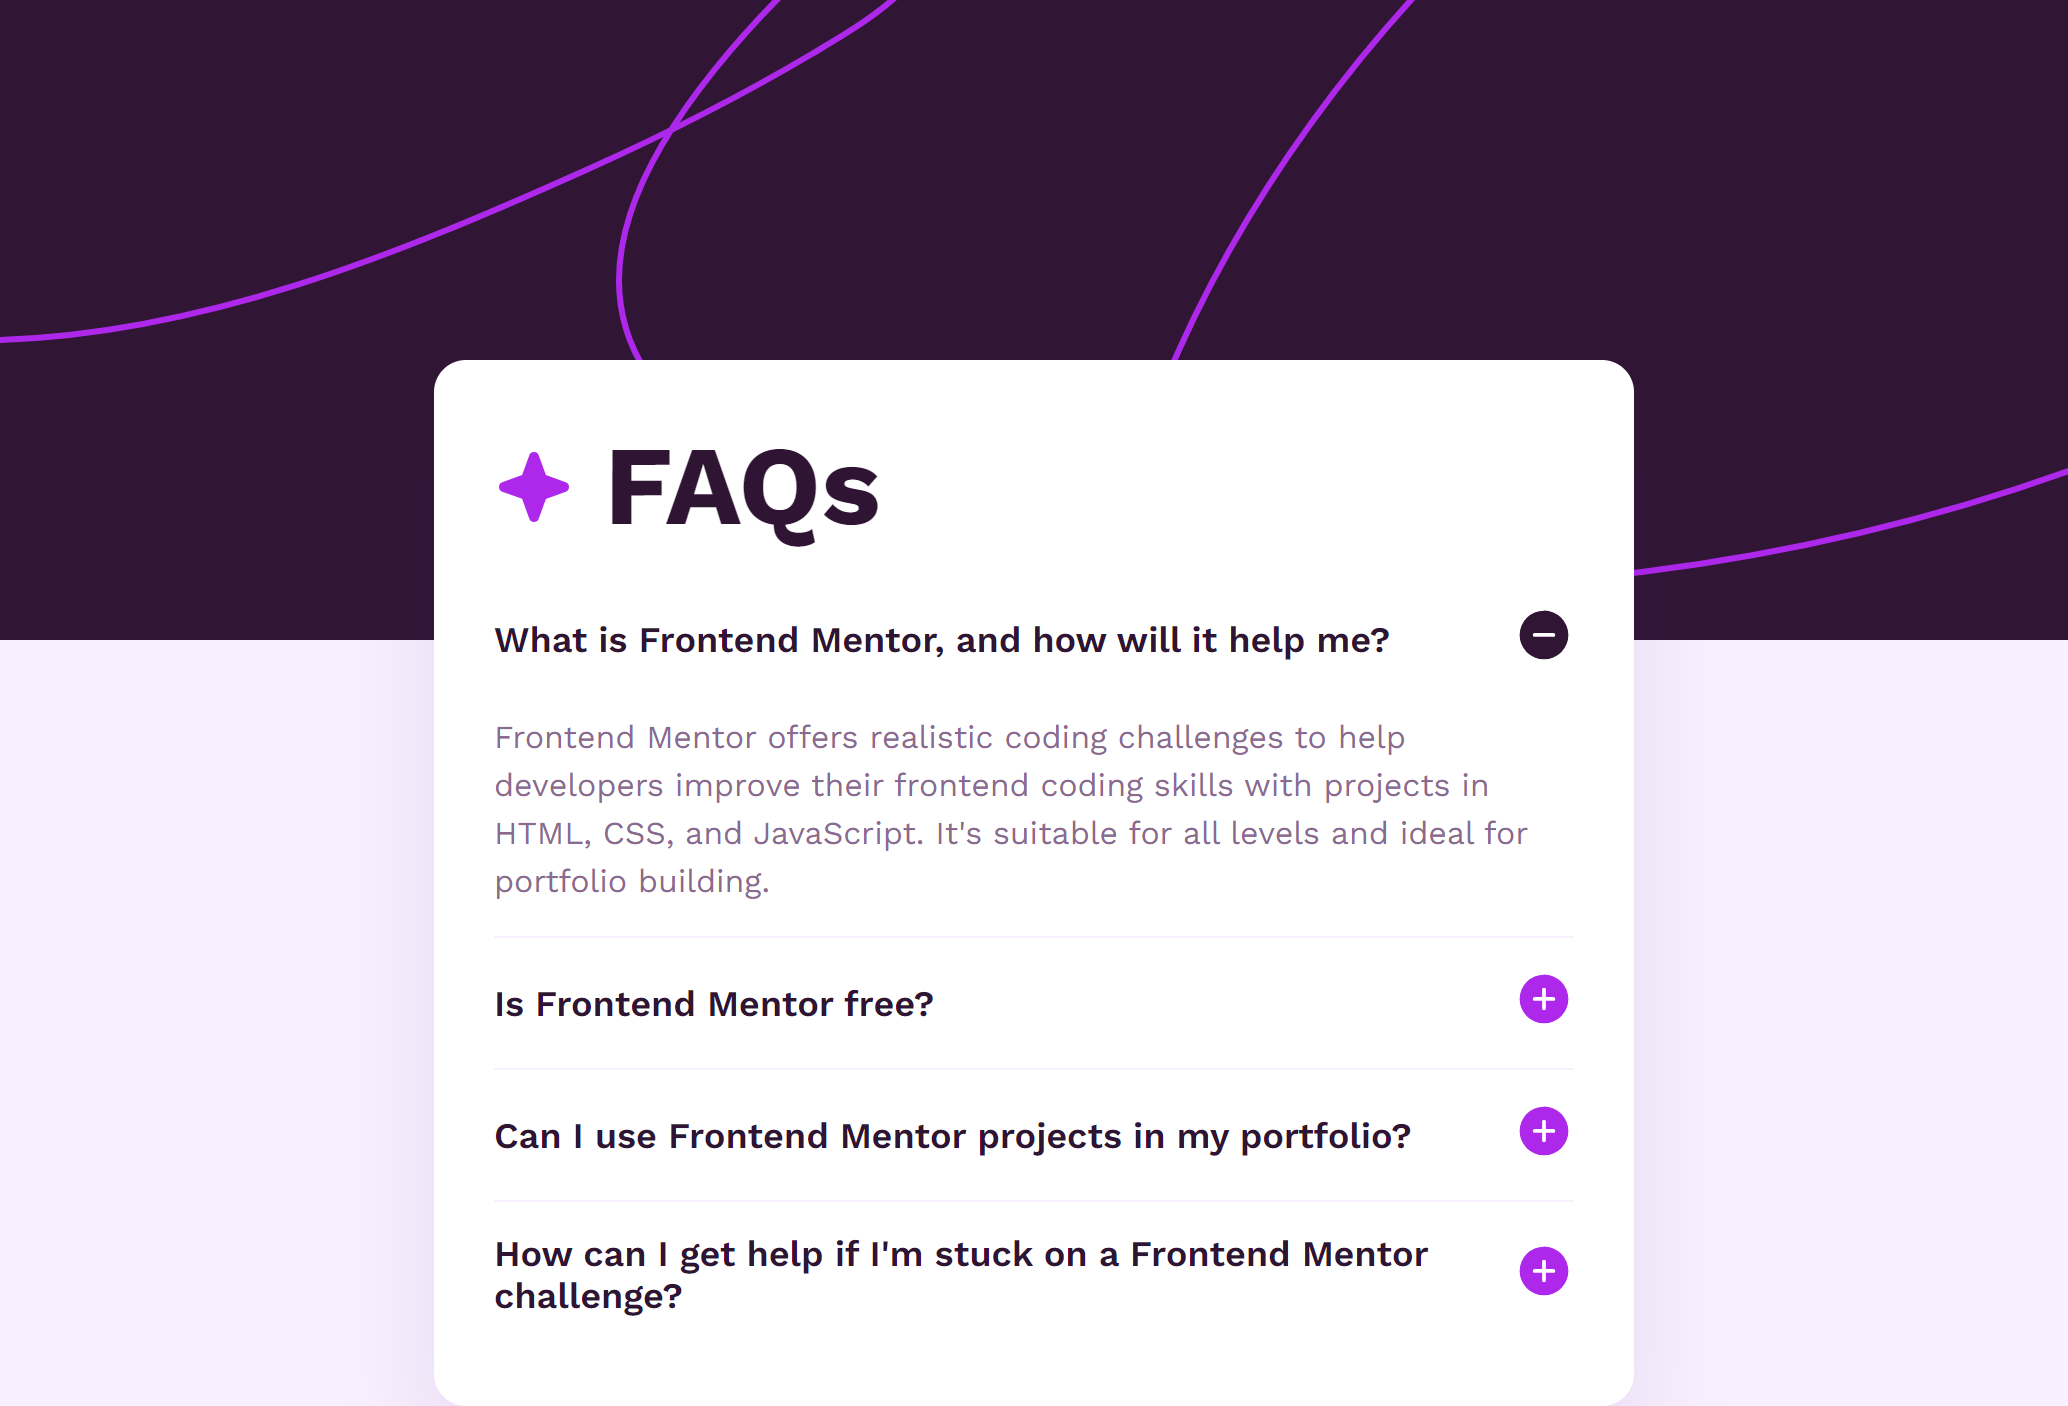 FAQs
What is Frontend Mentor, and how will it help me?
Frontend Mentor offers realistic coding challenges to help
developers improve their frontend coding skills with projects in
HTML, CSS, and JavaScript. It's suitable for all levels and ideal for
portfolio building.
Is Frontend Mentor free?
Can I use Frontend Mentor projects in my portfolio?
How can I get help if I'm stuck on a Frontend Mentor
challenge?